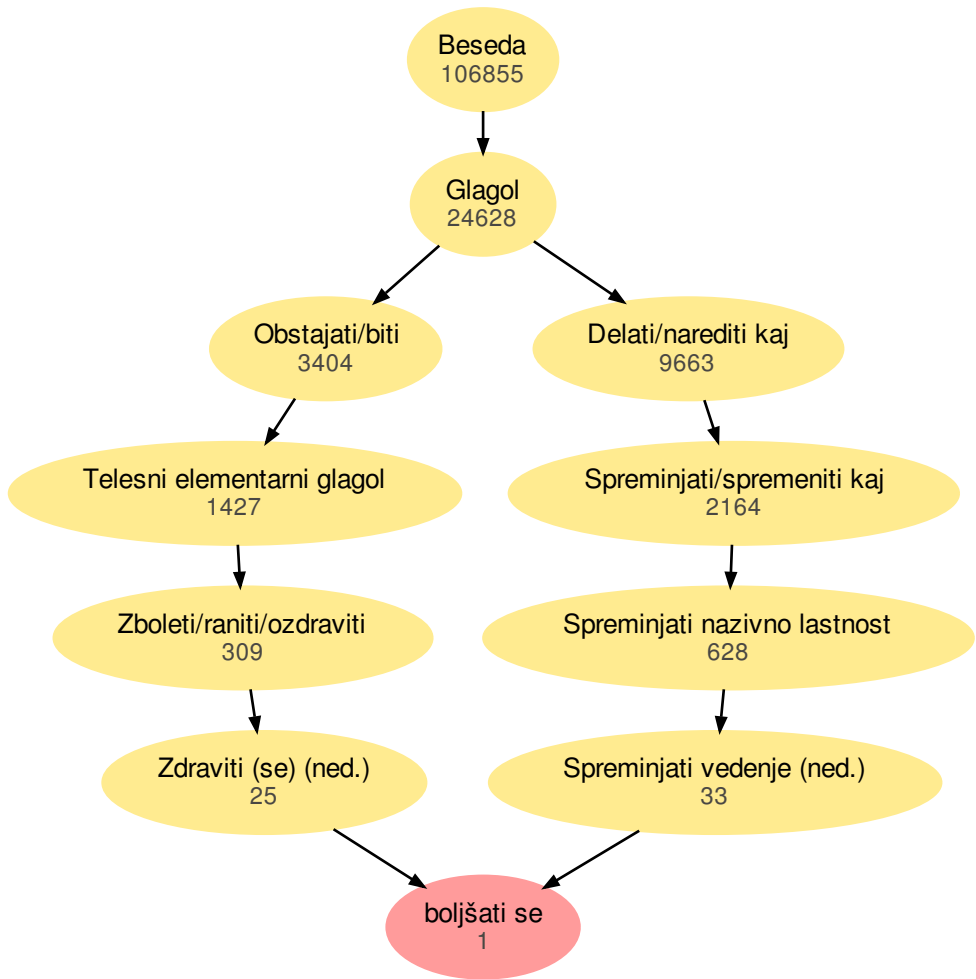 Beseda
106855
Glagol
24628
Obstajati/biti
3404
Delati/narediti kaj
9663
Telesni elementarni glagol
1427
Spreminjati/spremeniti kaj
2164
Zboleti/raniti/ozdraviti
309
Spreminjati nazivno lastnost
628
Zdraviti (se) (ned.)
25
Spreminjati vedenje (ned.)
33
boljšati se
1